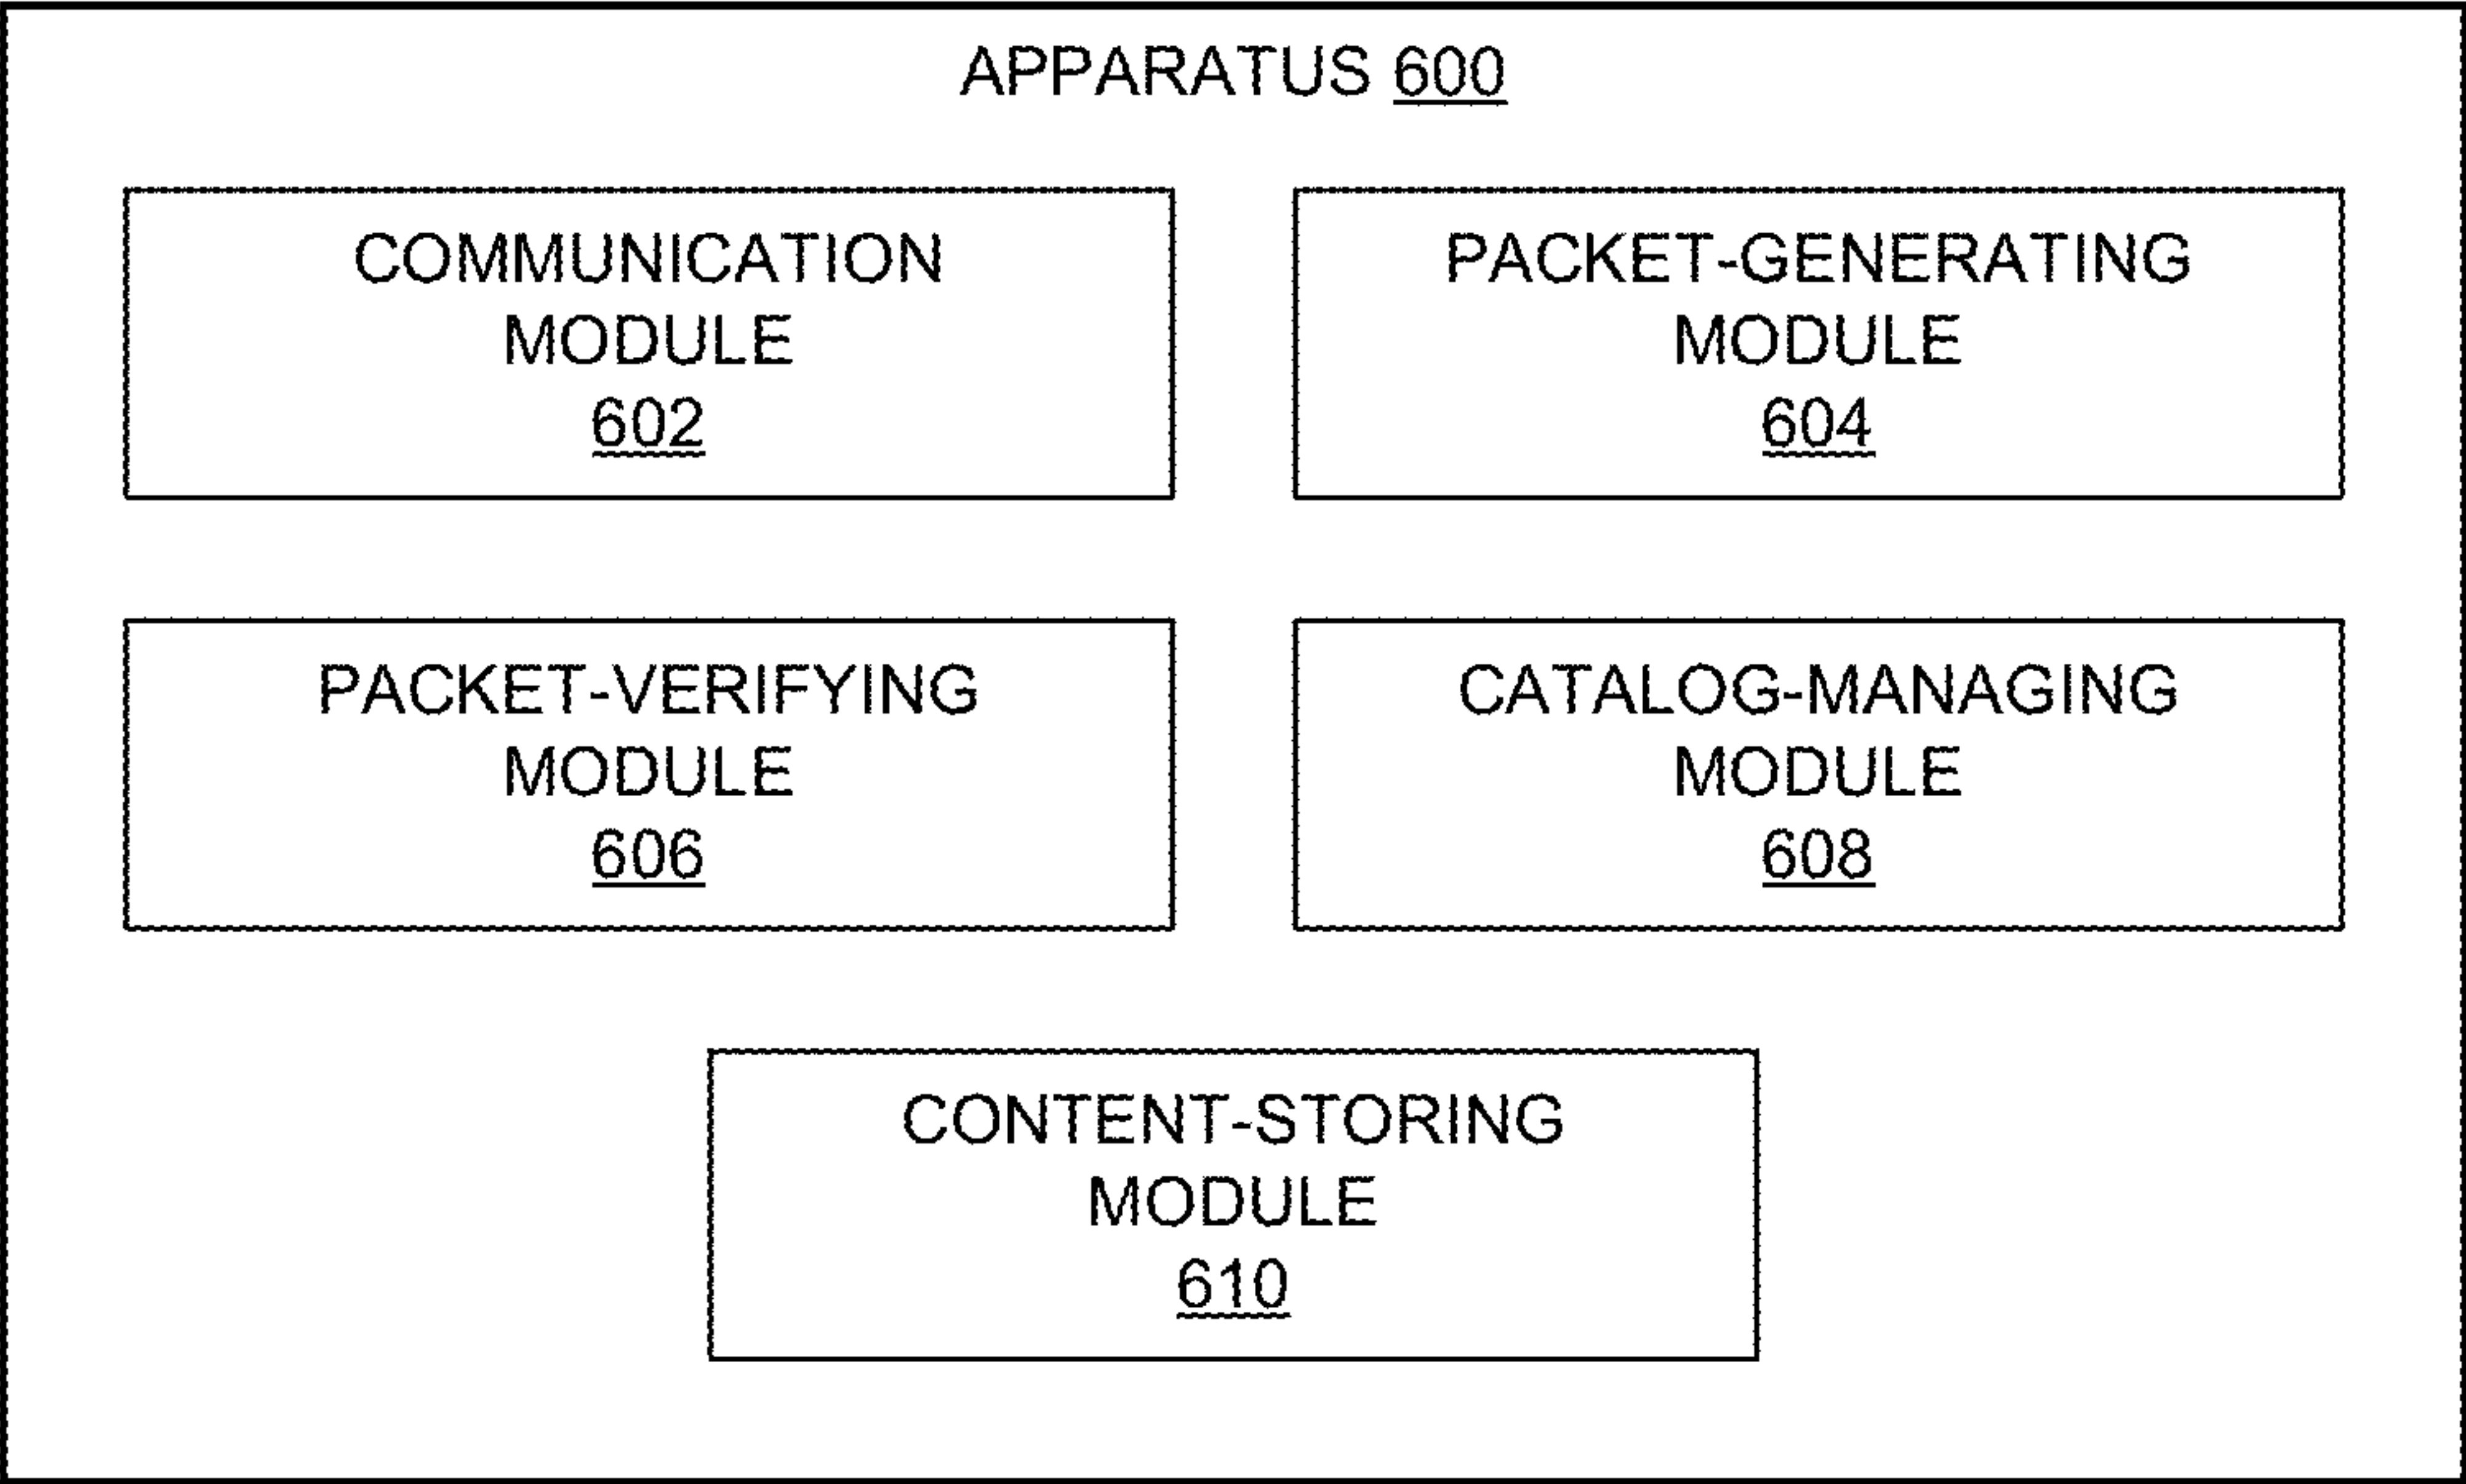 APPARATUS 600
COMMUNICATION
MODULE
602
PACKET-GENERATING
MODULE
604
PACKET-VERIFYING
MODULE
606
CATALOG-MANAGING
MODULE
608
CONTENT-STORING
MODULE
610